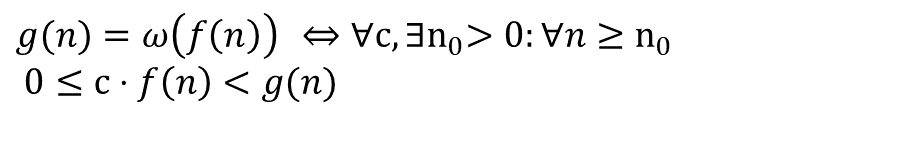 g(n) = ω(f(n)) ⇔ ∀c, ∃n₀ > 0: ∀n ≥ n₀
0 ≤ c · f(n) < g(n)